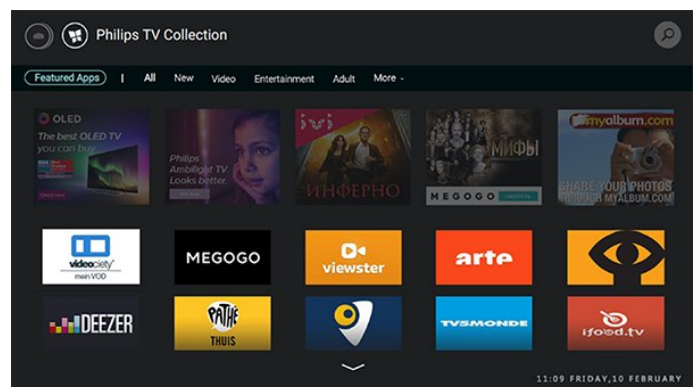 Philips TV Collection
Featured Apps | All New Video Entertainment Adult More
OLED
The best OLED TV
you can buy
Philips
Ambilight TV.
Looks better.
ivi
ИНФЕРНО
МИФЫ
MEGOGO
myalbum.com
SHARE YOUR PHOTOS
THROUGH MYALBUM.COM
videociety
mein VOD
MEGOGO
viewster
arte
DEEZER
PATHÉ
THUIS
TV5MONDE
ifood.tv
11:09 FRIDAY,10 FEBRUARY